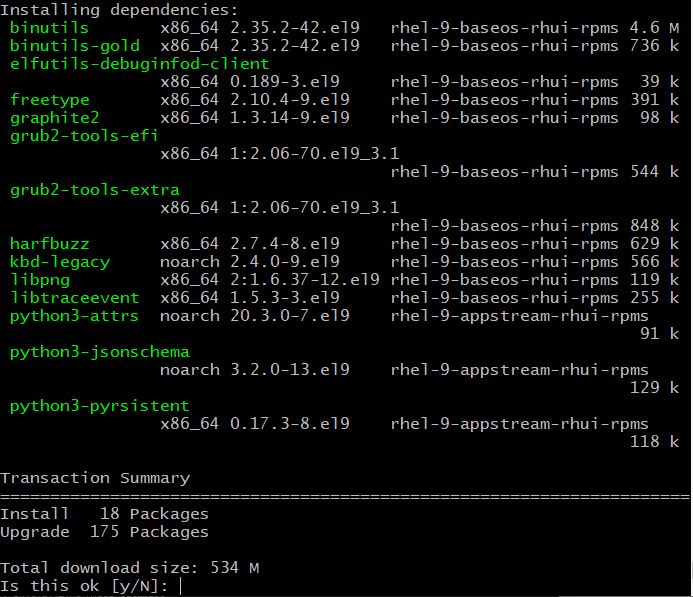 Installing dependencies:
 binutils       x86_64 2.35.2-42.el9   rhel-9-baseos-rhui-rpms 4.6 M
 binutils-gold  x86_64 2.35.2-42.el9   rhel-9-baseos-rhui-rpms 736 k
 elfutils-debuginfod-client
                x86_64 0.189-3.el9     rhel-9-baseos-rhui-rpms  39 k
 freetype       x86_64 2.10.4-9.el9    rhel-9-baseos-rhui-rpms 391 k
 graphite2      x86_64 1.3.14-9.el9    rhel-9-baseos-rhui-rpms  98 k
 grub2-tools-efi
                x86_64 1:2.06-70.el9_3.1
                                       rhel-9-baseos-rhui-rpms 544 k
 grub2-tools-extra
                x86_64 1:2.06-70.el9_3.1
                                       rhel-9-baseos-rhui-rpms 848 k
 harfbuzz       x86_64 2.7.4-8.el9     rhel-9-baseos-rhui-rpms 629 k
 kbd-legacy     noarch 2.4.0-9.el9     rhel-9-baseos-rhui-rpms 566 k
 libpng         x86_64 2:1.6.37-12.el9 rhel-9-baseos-rhui-rpms 119 k
 libtraceevent  x86_64 1.5.3-3.el9     rhel-9-baseos-rhui-rpms 255 k
 python3-attrs  noarch 20.3.0-7.el9    rhel-9-appstream-rhui-rpms
                                                                91 k
 python3-jsonschema
                noarch 3.2.0-13.el9    rhel-9-appstream-rhui-rpms
                                                               129 k
 python3-pyrsistent
                x86_64 0.17.3-8.el9    rhel-9-appstream-rhui-rpms
                                                               118 k

Transaction Summary
=====================================================================
Install   18 Packages
Upgrade  175 Packages

Total download size: 534 M
Is this ok [y/N]: